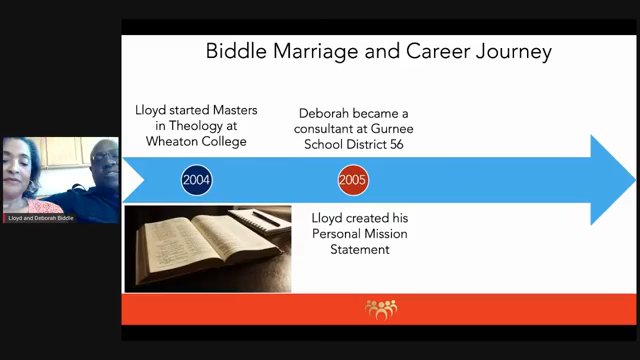 Biddle Marriage and Career Journey
Lloyd started Masters
in Theology at
Wheaton College
Deborah became a
consultant at Gurnee
School District 56
2004
2005
Lloyd created his
Personal Mission
Statement
Lloyd and Deborah Biddle